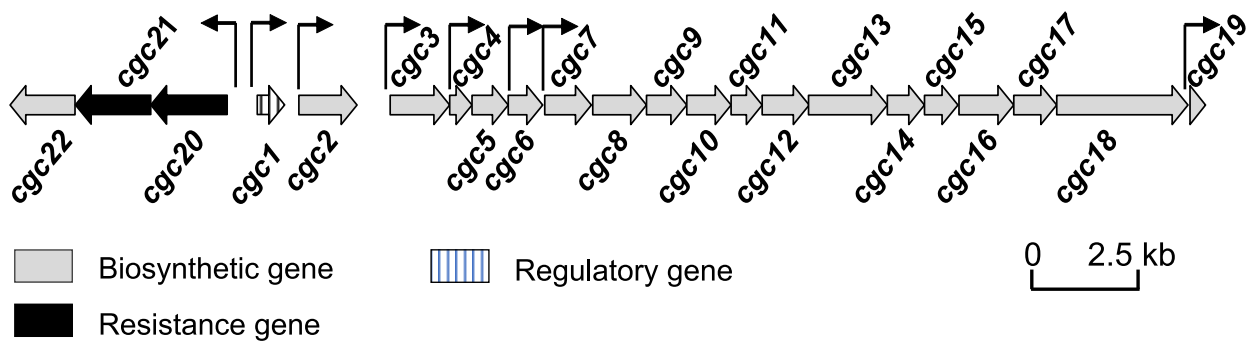 cgc21 cgc3 cgc4 cgc7 cgc9 cgc11 cgc13 cgc15 cgc17 cgc19
cgc22 cgc20 cgc1 cgc2 cgc5 cgc6 cgc8 cgc10 cgc12 cgc14 cgc16 cgc18
0 2.5 kb
Biosynthetic gene
Regulatory gene
Resistance gene